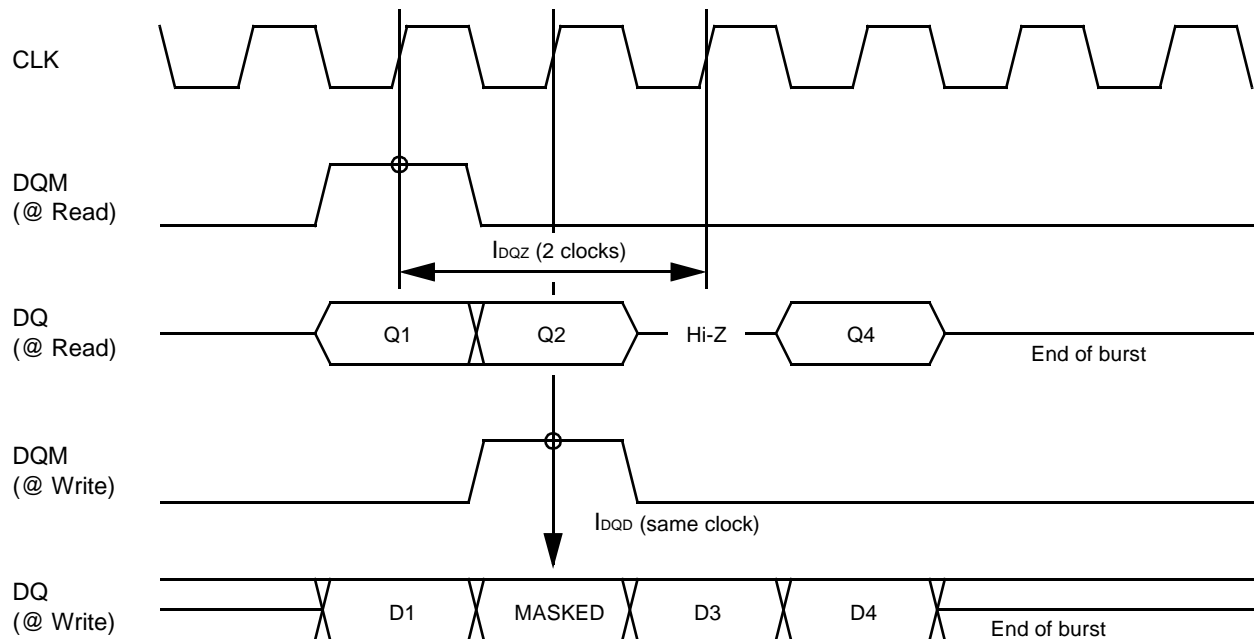 CLK
DQM
(@ Read)
IDQZ (2 clocks)
DQ
(@ Read)
Q1
Q2
Hi-Z
Q4
End of burst
DQM
(@ Write)
IDQD (same clock)
DQ
(@ Write)
D1
MASKED
D3
D4
End of burst